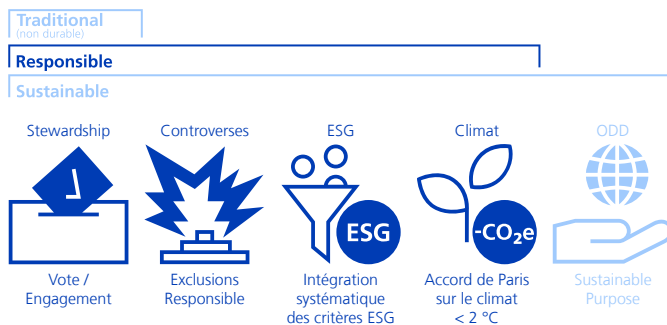 Traditional
(non durable)
Responsible
Sustainable
Stewardship
Controverses
ESG
Climat
ODD
ESG
-CO₂e
Vote /
Engagement
Exclusions
Responsible
Intégration
systématique
des critères ESG
Accord de Paris
sur le climat
< 2 °C
Sustainable
Purpose